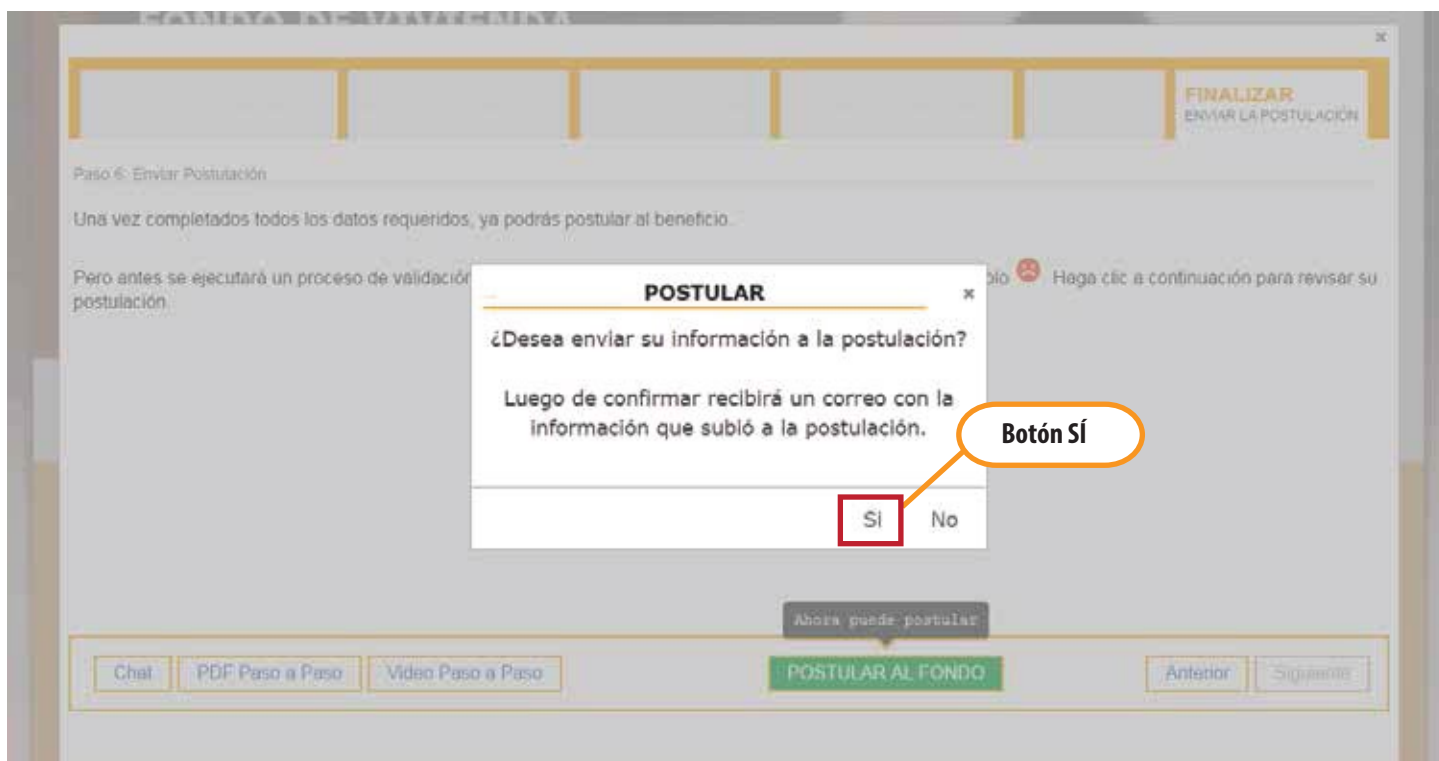 FONDO DE VIVIENDA
×
FINALIZAR
ENVIAR LA POSTULACIÓN
Paso 6: Enviar Postulación
Una vez completados todos los datos requeridos, ya podrás postular al beneficio.
Pero antes se ejecutará un proceso de validación
Haga clic a continuación para revisar su
postulación.
POSTULAR ×
¿Desea enviar su información a la postulación?
Luego de confirmar recibirá un correo con la
información que subió a la postulación.
Botón SÍ
Si No
Ahora puede postular
Chat PDF Paso a Paso Video Paso a Paso POSTULAR AL FONDO Anterior Siguiente